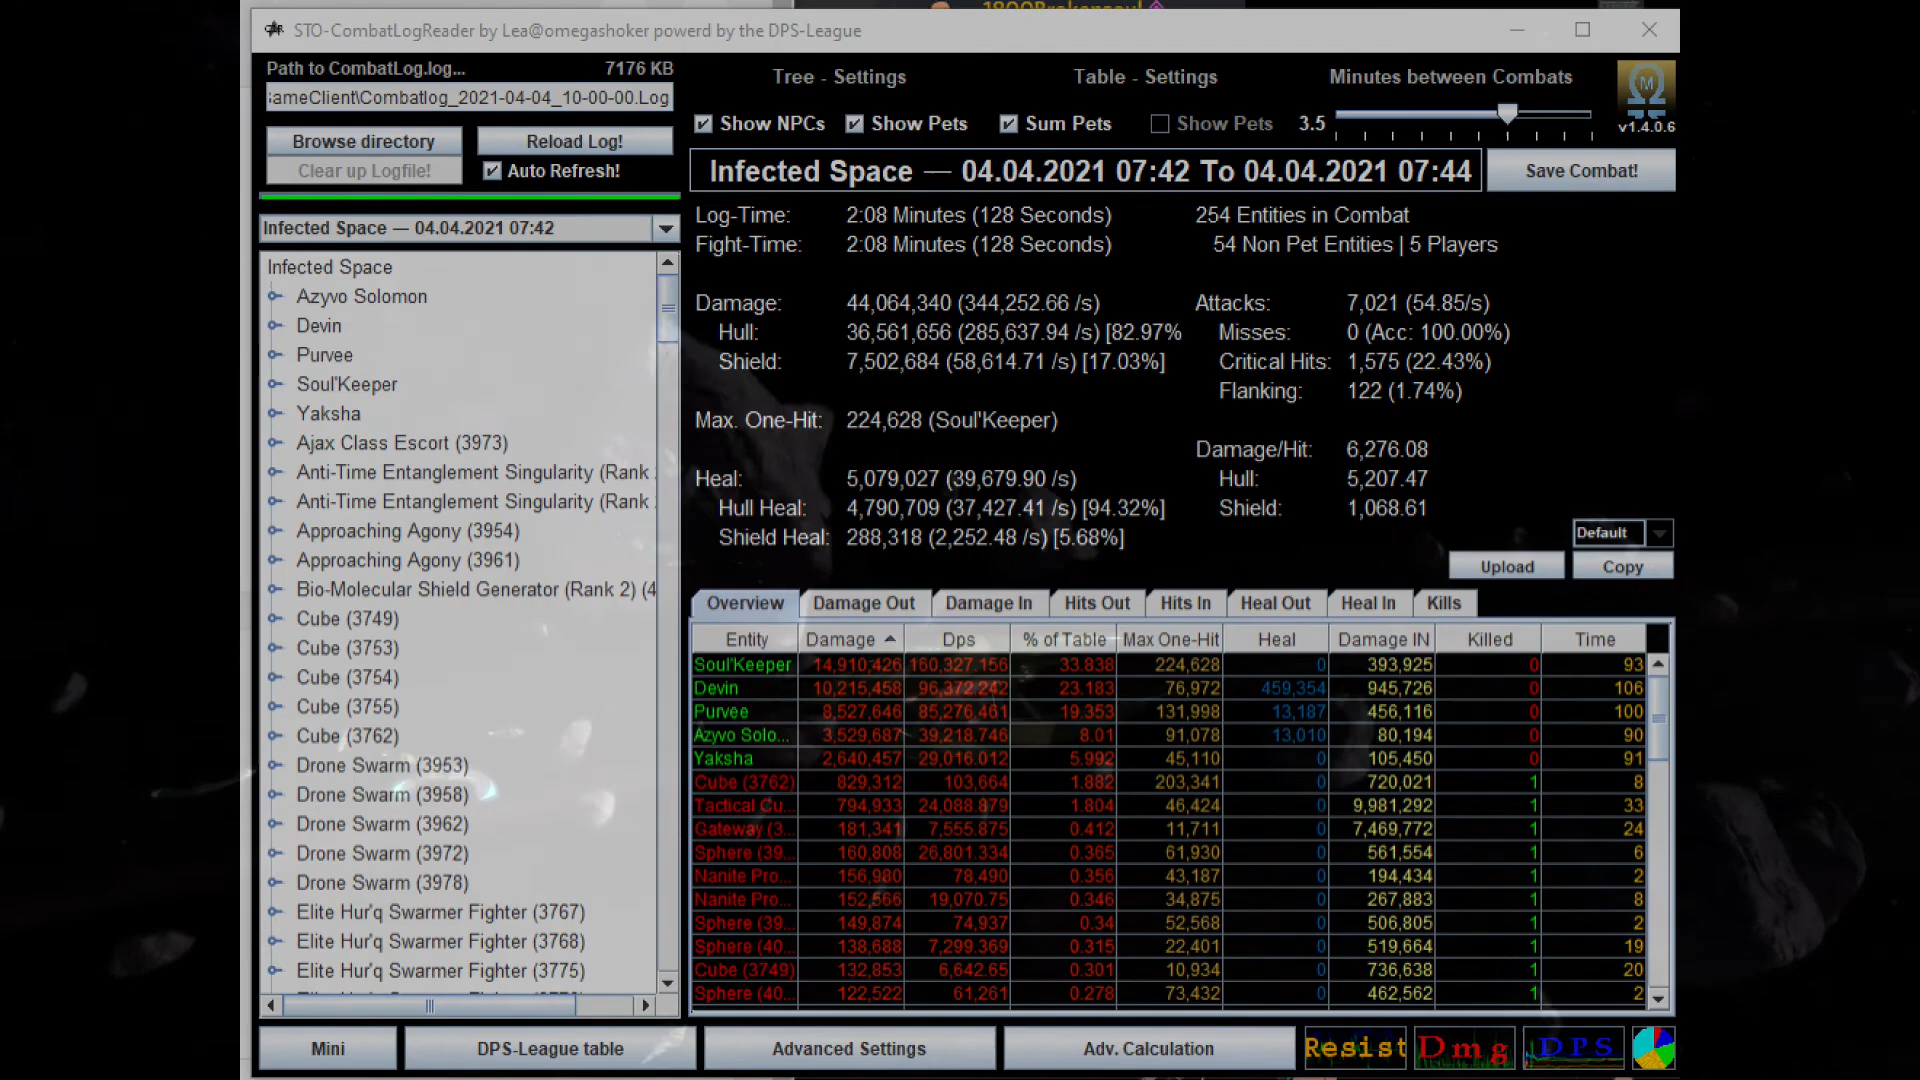 STO-CombatLogReader by Lea@omegashoker powerd by the DPS-League
Path to CombatLog.log... 7176 KB
ameClient\Combatlog_2021-04-04_10-00-00.Log
Browse directory Reload Log!
Clear up Logfile! Auto Refresh!
Tree - Settings Table - Settings Minutes between Combats
Show NPCs Show Pets Sum Pets Show Pets 3.5
M
v1.4.0.6
Infected Space — 04.04.2021 07:42 To 04.04.2021 07:44 Save Combat!
Infected Space — 04.04.2021 07:42
Infected Space
Azyvo Solomon
Devin
Purvee
Soul'Keeper
Yaksha
Ajax Class Escort (3973)
Anti-Time Entanglement Singularity (Rank
Anti-Time Entanglement Singularity (Rank
Approaching Agony (3954)
Approaching Agony (3961)
Bio-Molecular Shield Generator (Rank 2) (4
Cube (3749)
Cube (3753)
Cube (3754)
Cube (3755)
Cube (3762)
Drone Swarm (3953)
Drone Swarm (3958)
Drone Swarm (3962)
Drone Swarm (3972)
Drone Swarm (3978)
Elite Hur'q Swarmer Fighter (3767)
Elite Hur'q Swarmer Fighter (3768)
Elite Hur'q Swarmer Fighter (3775)
Log-Time: 2:08 Minutes (128 Seconds) 254 Entities in Combat
Fight-Time: 2:08 Minutes (128 Seconds) 54 Non Pet Entities | 5 Players
Damage: 44,064,340 (344,252.66 /s) Attacks: 7,021 (54.85/s)
Hull: 36,561,656 (285,637.94 /s) [82.97% Misses: 0 (Acc: 100.00%)
Shield: 7,502,684 (58,614.71 /s) [17.03%] Critical Hits: 1,575 (22.43%)
Flanking: 122 (1.74%)
Max. One-Hit: 224,628 (Soul'Keeper)
Damage/Hit: 6,276.08
Heal: 5,079,027 (39,679.90 /s) Hull: 5,207.47
Hull Heal: 4,790,709 (37,427.41 /s) [94.32%] Shield: 1,068.61
Shield Heal: 288,318 (2,252.48 /s) [5.68%]
Default
Upload Copy
Overview Damage Out Damage In Hits Out Hits In Heal Out Heal In Kills
Entity Damage Dps % of Table Max One-Hit Heal Damage IN Killed Time
Soul'Keeper 14,910,426 160,327.156 33.838 224,628 0 393,925 0 93
Devin 10,215,458 96,372.242 23.183 76,972 459,354 945,726 0 106
Purvee 8,527,646 85,276.461 19.353 131,998 13,187 456,116 0 100
Azyvo Solo... 3,529,687 39,218.746 8.01 91,078 13,010 80,194 0 90
Yaksha 2,640,457 29,016.012 5.992 45,110 0 105,450 0 91
Cube (3762) 829,312 103,664 1.882 203,341 0 720,021 1 8
Tactical Cu... 794,933 24,088.879 1.804 46,424 0 9,981,292 1 33
Gateway (3... 181,341 7,555.875 0.412 11,711 0 7,469,772 1 24
Sphere (39... 160,808 26,801.334 0.365 61,930 0 561,554 1 6
Nanite Pro... 156,980 78,490 0.356 43,187 0 194,434 1 2
Nanite Pro... 152,566 19,070.75 0.346 34,875 0 267,883 1 8
Sphere (39... 149,874 74,937 0.34 52,568 0 506,805 1 2
Sphere (40... 138,688 7,299.369 0.315 22,401 0 519,664 1 19
Cube (3749) 132,853 6,642.65 0.301 10,934 0 736,638 1 20
Sphere (40... 122,522 61,261 0.278 73,432 0 462,562 1 2
Mini DPS-League table Advanced Settings Adv. Calculation Resist Dmg DPS